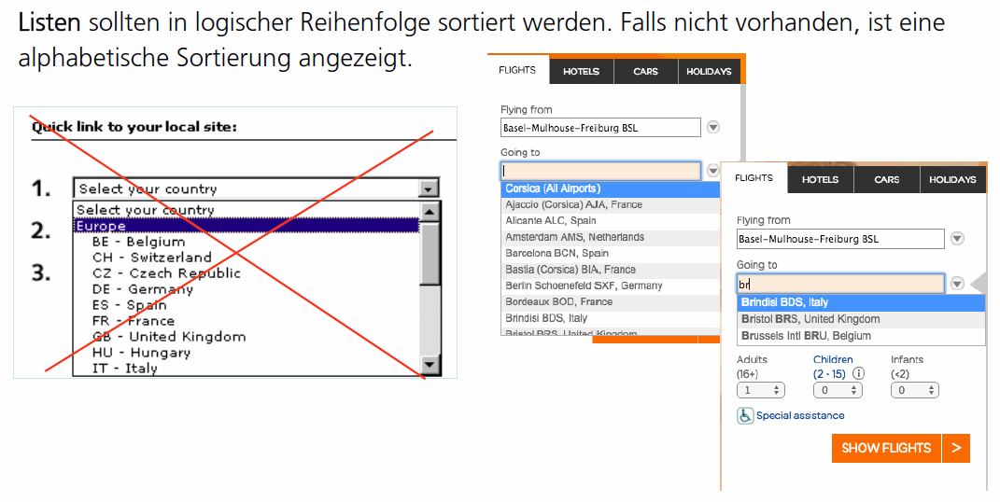 Listen sollten in logischer Reihenfolge sortiert werden. Falls nicht vorhanden, ist eine
alphabetische Sortierung angezeigt.
Quick link to your local site:
1.
Select your country
Select your country
2.
Europe
BE - Belgium
CH - Switzerland
3.
CZ - Czech Republic
DE - Germany
ES - Spain
FR - France
GB - United Kingdom
HU - Hungary
IT - Italy
FLIGHTS HOTELS CARS HOLIDAYS
Flying from
Basel-Mulhouse-Freiburg BSL
Going to
Corsica (All Airports)
Ajaccio (Corsica) AJA, France
Alicante ALC, Spain
Amsterdam AMS, Netherlands
Barcelona BCN, Spain
Bastia (Corsica) BIA, France
Berlin Schoenefeld SXF, Germany
Bordeaux BOD, France
Brindisi BDS, Italy
Bristol BRS, United Kingdom
FLIGHTS HOTELS CARS HOLIDAYS
Flying from
Basel-Mulhouse-Freiburg BSL
Going to
br
Brindisi BDS, Italy
Bristol BRS, United Kingdom
Brussels Intl BRU, Belgium
Adults Children Infants
(16+) (2 - 15) i (<2)
1 0 0
Special assistance
SHOW FLIGHTS >